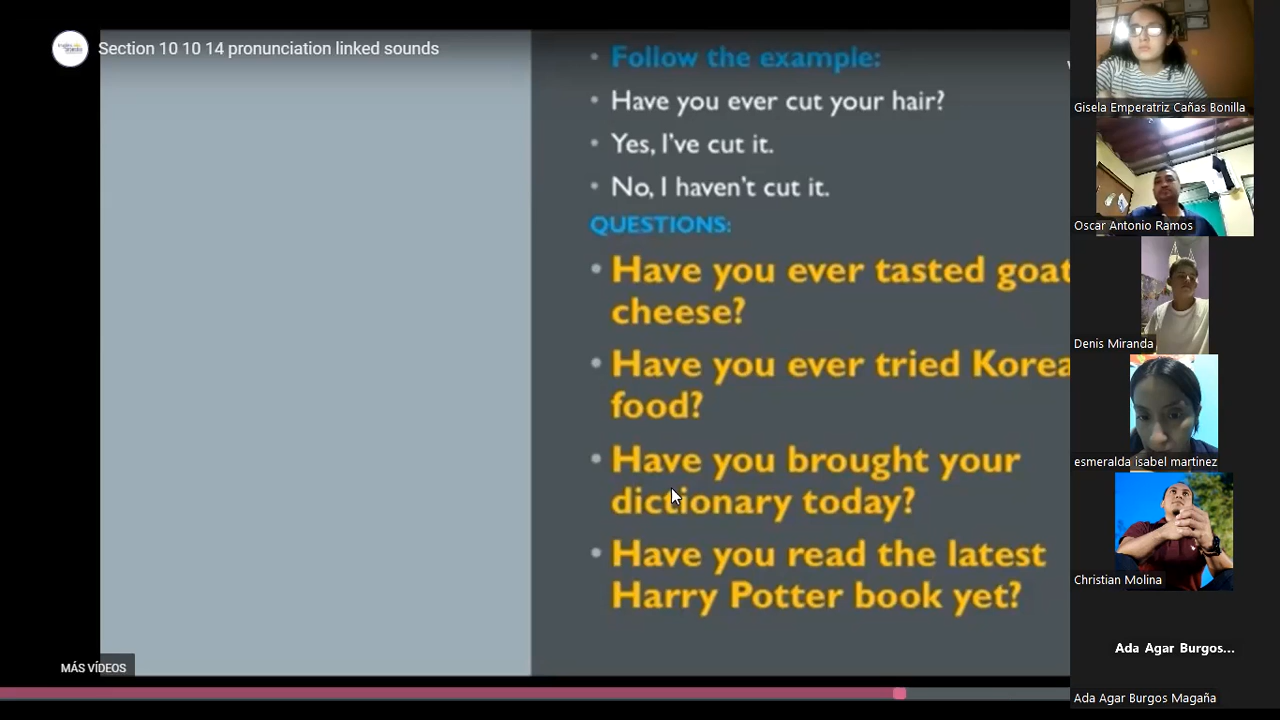 Section 10 10 14 pronunciation linked sounds
Follow the example:
Have you ever cut your hair?
Yes, I've cut it.
No, I haven't cut it.
QUESTIONS:
Have you ever tasted goat
cheese?
Have you ever tried Korea
food?
Have you brought your
dictionary today?
Have you read the latest
Harry Potter book yet?
MÁS VÍDEOS
Gisela Emperatriz Cañas Bonilla
Oscar Antonio Ramos
Denis Miranda
esmeralda isabel martinez
Christian Molina
Ada Agar Burgos...
Ada Agar Burgos Magaña